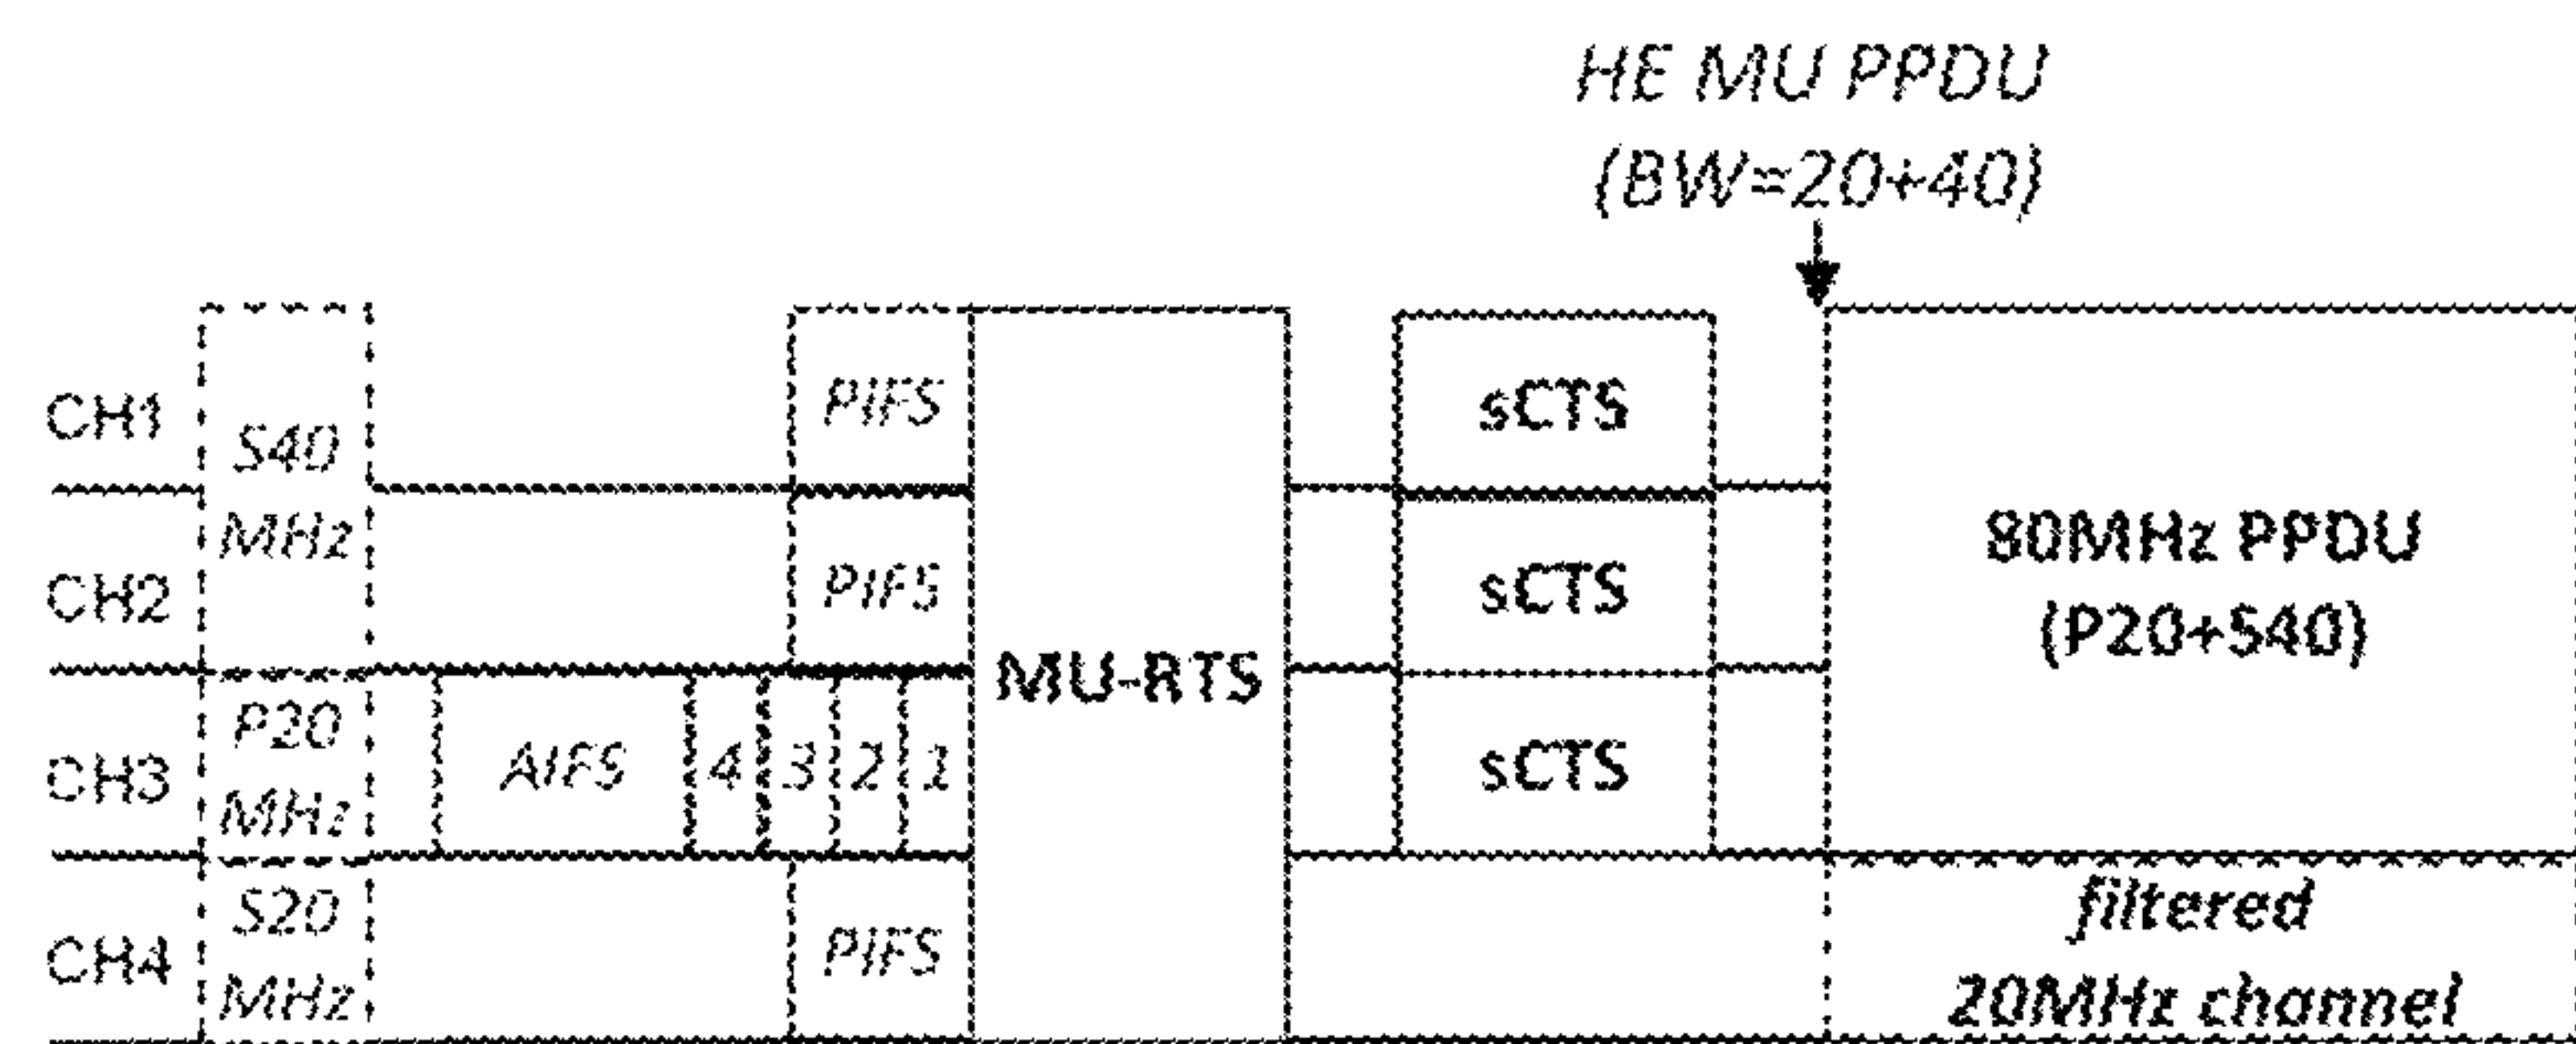 HE MU PPDU
(BW=20+40)
CH1
S40
MHz
PIFS
sCTS
CH2
PIFS
MU-RTS
sCTS
80MHz PPDU
(P20+S40)
CH3
P20
MHz
AIFS
4
3
2
1
sCTS
CH4
S20
MHz
PIFS
filtered
20MHz channel